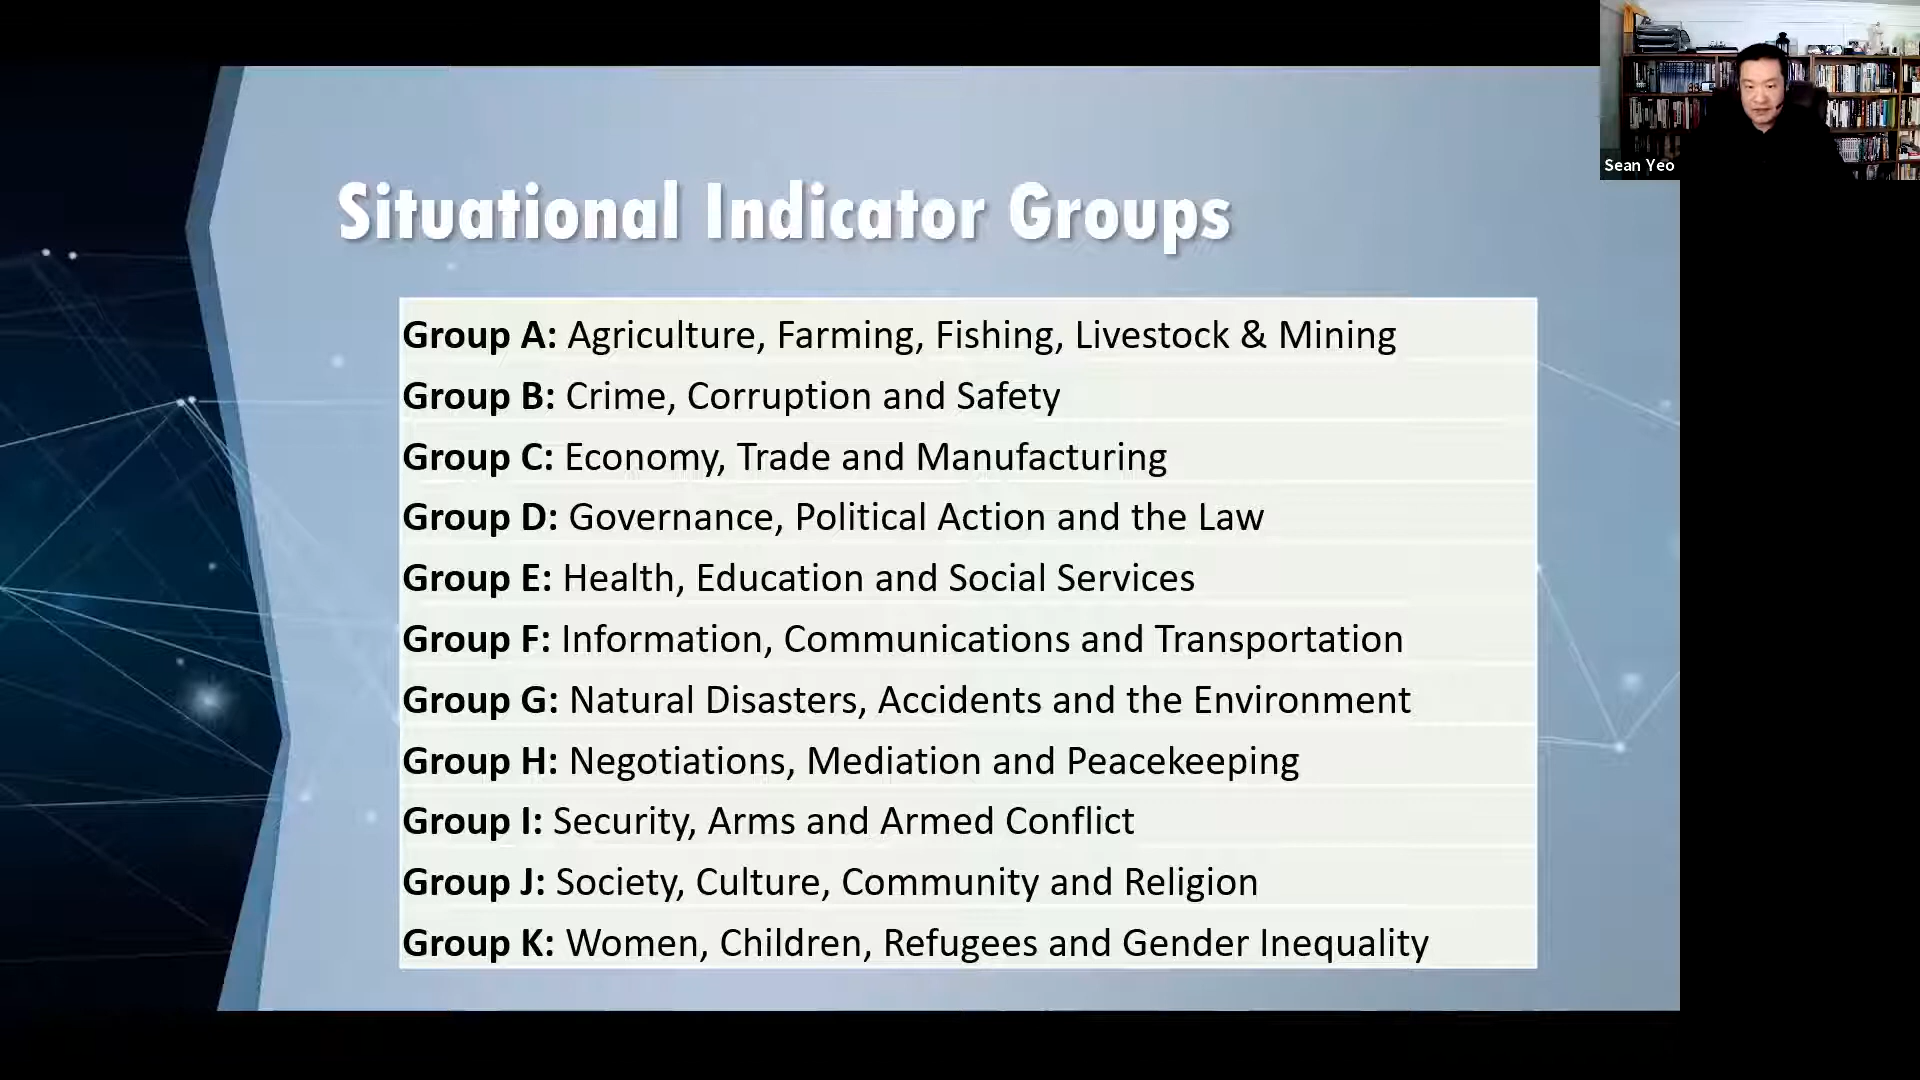 Situational Indicator Groups
Group A: Agriculture, Farming, Fishing, Livestock & Mining
Group B: Crime, Corruption and Safety
Group C: Economy, Trade and Manufacturing
Group D: Governance, Political Action and the Law
Group E: Health, Education and Social Services
Group F: Information, Communications and Transportation
Group G: Natural Disasters, Accidents and the Environment
Group H: Negotiations, Mediation and Peacekeeping
Group I: Security, Arms and Armed Conflict
Group J: Society, Culture, Community and Religion
Group K: Women, Children, Refugees and Gender Inequality
Sean Yeo